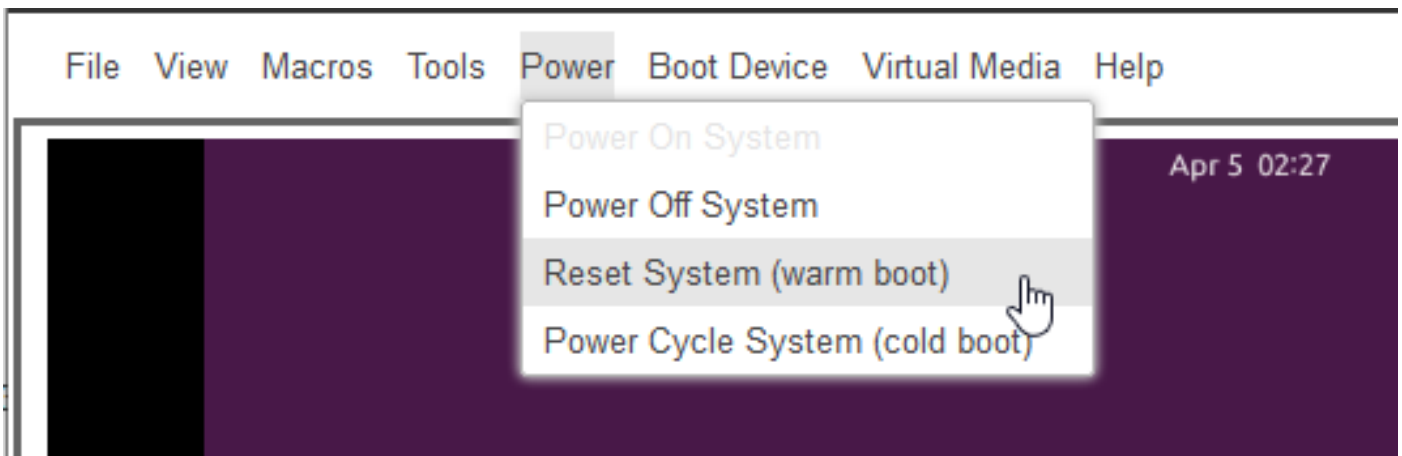 File View Macros Tools Power Boot Device Virtual Media Help
Power On System
Apr 5 02:27
Power Off System
Reset System (warm boot)
Power Cycle System (cold boot)